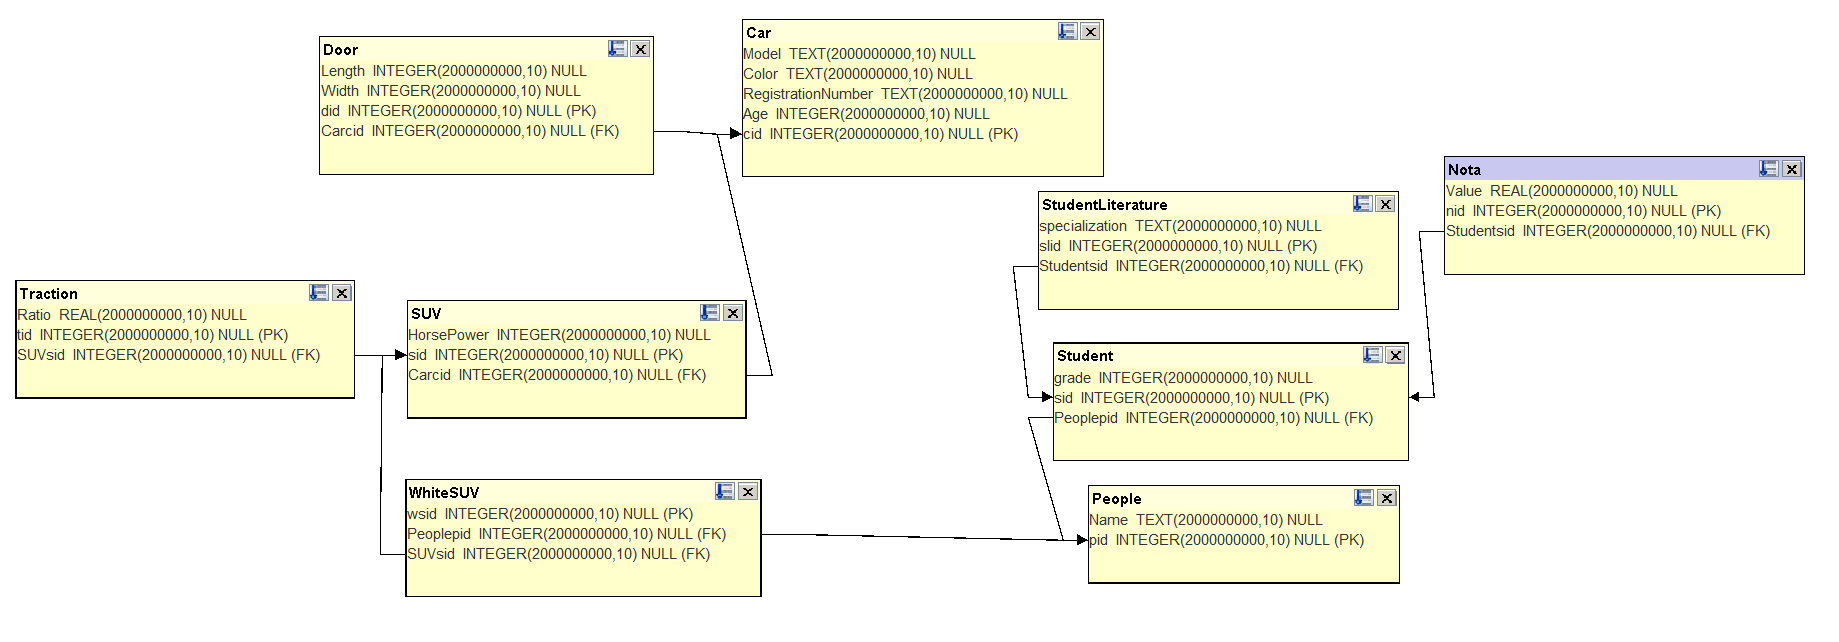 Door
Length INTEGER(2000000000,10) NULL
Width INTEGER(2000000000,10) NULL
did INTEGER(2000000000,10) NULL (PK)
Carcid INTEGER(2000000000,10) NULL (FK)
Car
Model TEXT(2000000000,10) NULL
Color TEXT(2000000000,10) NULL
RegistrationNumber TEXT(2000000000,10) NULL
Age INTEGER(2000000000,10) NULL
cid INTEGER(2000000000,10) NULL (PK)
Nota
Value REAL(2000000000,10) NULL
nid INTEGER(2000000000,10) NULL (PK)
Studentsid INTEGER(2000000000,10) NULL (FK)
StudentLiterature
specialization TEXT(2000000000,10) NULL
slid INTEGER(2000000000,10) NULL (PK)
Studentsid INTEGER(2000000000,10) NULL (FK)
Traction
Ratio REAL(2000000000,10) NULL
tid INTEGER(2000000000,10) NULL (PK)
SUVsid INTEGER(2000000000,10) NULL (FK)
SUV
HorsePower INTEGER(2000000000,10) NULL
sid INTEGER(2000000000,10) NULL (PK)
Carcid INTEGER(2000000000,10) NULL (FK)
Student
grade INTEGER(2000000000,10) NULL
sid INTEGER(2000000000,10) NULL (PK)
Peoplepid INTEGER(2000000000,10) NULL (FK)
WhiteSUV
wsid INTEGER(2000000000,10) NULL (PK)
Peoplepid INTEGER(2000000000,10) NULL (FK)
SUVsid INTEGER(2000000000,10) NULL (FK)
People
Name TEXT(2000000000,10) NULL
pid INTEGER(2000000000,10) NULL (PK)